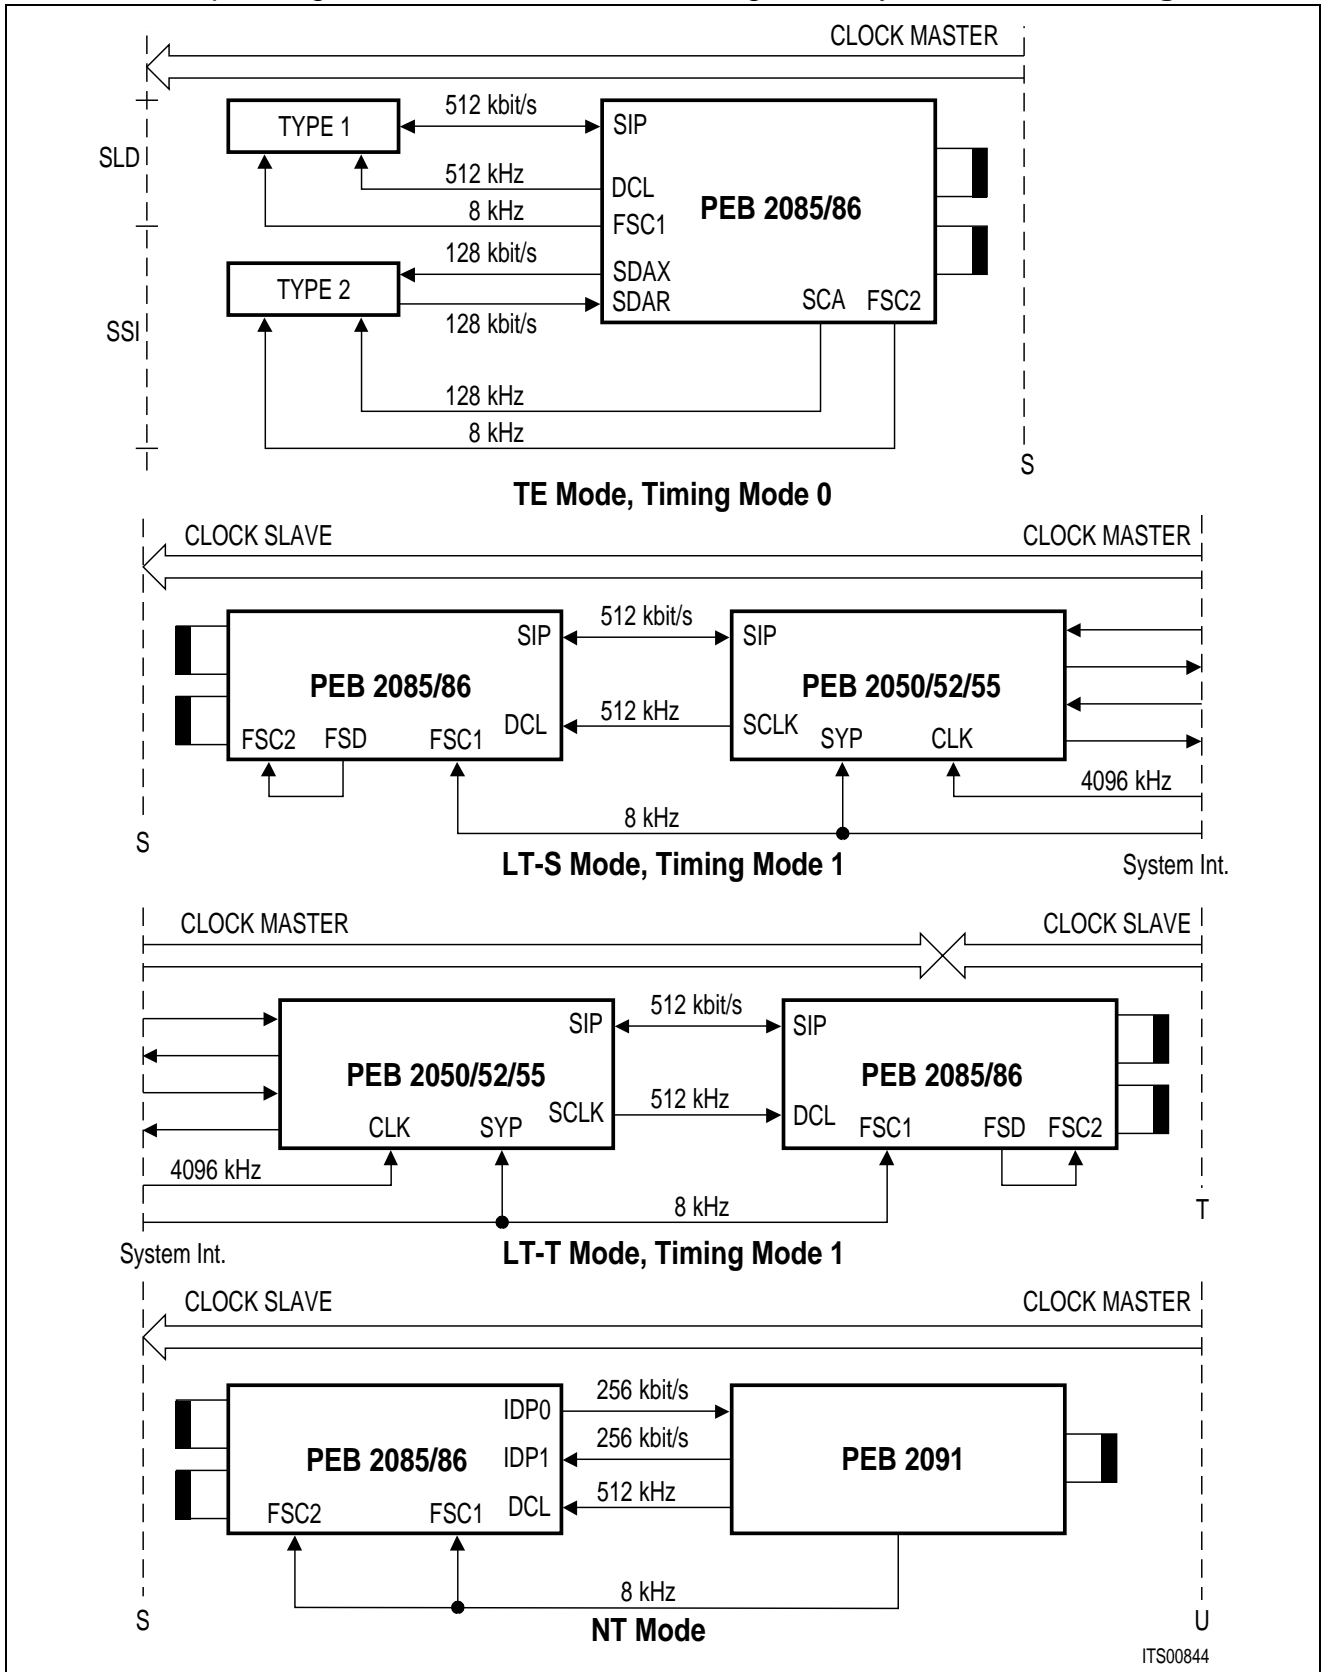 CLOCK MASTER
SLD
TYPE 1
512 kbit/s
SIP
512 kHz
DCL
8 kHz
FSC1
PEB 2085/86
SSI
TYPE 2
128 kbit/s
SDAX
128 kbit/s
SDAR
SCA
FSC2
128 kHz
8 kHz
S
TE Mode, Timing Mode 0
CLOCK SLAVE
CLOCK MASTER
SIP
512 kbit/s
SIP
PEB 2085/86
PEB 2050/52/55
FSC2
FSD
FSC1
DCL
512 kHz
SCLK
SYP
CLK
4096 kHz
8 kHz
S
LT-S Mode, Timing Mode 1
System Int.
CLOCK MASTER
CLOCK SLAVE
SIP
512 kbit/s
SIP
PEB 2050/52/55
PEB 2085/86
CLK
SYP
SCLK
512 kHz
DCL
FSC1
FSD
FSC2
4096 kHz
8 kHz
T
System Int.
LT-T Mode, Timing Mode 1
CLOCK SLAVE
CLOCK MASTER
IDP0
256 kbit/s
PEB 2085/86
IDP1
256 kbit/s
PEB 2091
FSC2
FSC1
DCL
512 kHz
8 kHz
S
NT Mode
U
ITS00844